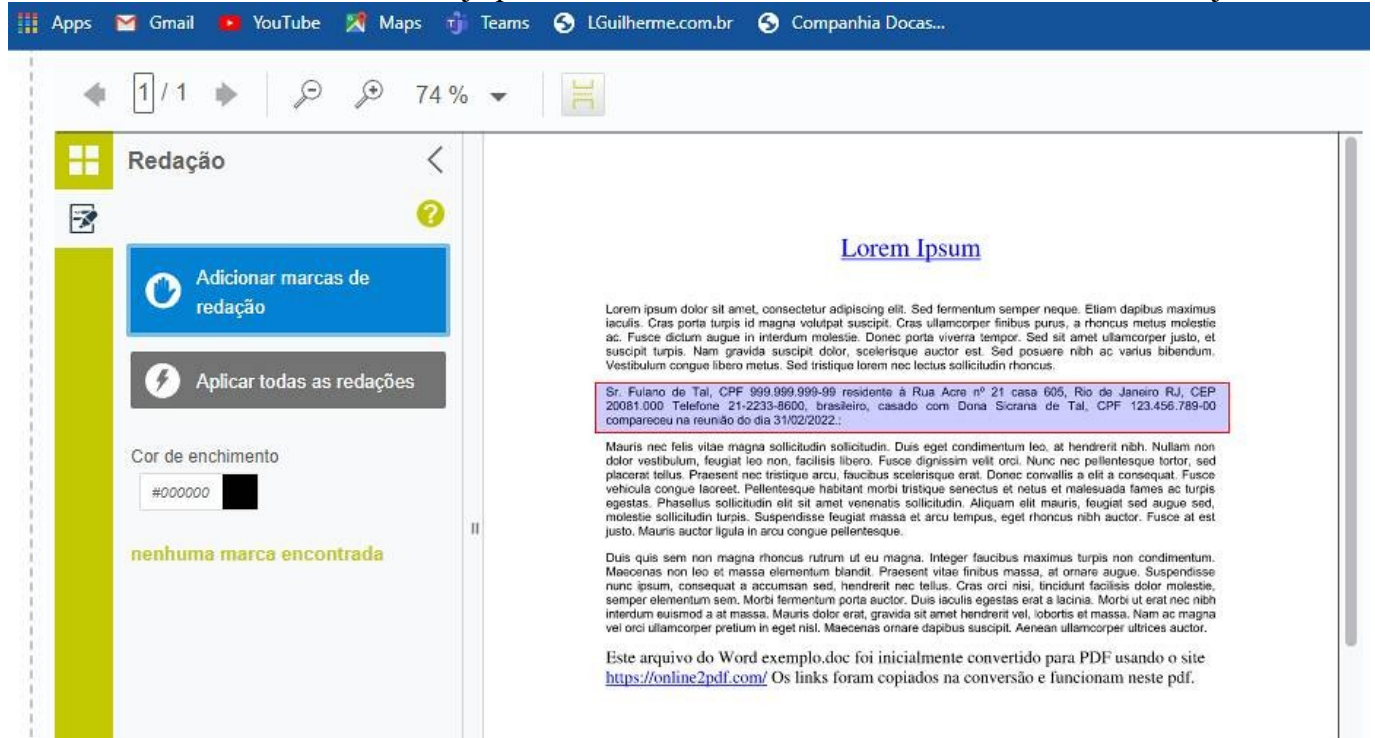 Apps Gmail YouTube Maps Teams LGuilherme.com.br Companhia Docas...
1 / 1 74 %
Redação
Adicionar marcas de
redação
Aplicar todas as redações
Cor de enchimento
#000000
nenhuma marca encontrada
Lorem Ipsum
Lorem ipsum dolor sit amet, consectetur adipiscing elit. Sed fermentum semper neque. Etiam dapibus maximus
iaculis. Cras porta turpis id magna volutpat suscipit. Cras ullamcorper finibus purus, a rhoncus metus molestie
ac. Fusce dictum augue in interdum molestie. Donec porta viverra tempor. Sed sit amet ullamcorper justo, et
suscipit turpis. Nam gravida suscipit dolor, scelerisque auctor est. Sed posuere nibh ac varius bibendum.
Vestibulum congue libero metus. Sed tristique lorem nec lectus sollicitudin rhoncus.
Sr. Fulano de Tal, CPF 999.999.999-99 residente à Rua Acre nº 21 casa 605, Rio de Janeiro RJ, CEP
20081.000 Telefone 21-2233-8600, brasileiro, casado com Dona Sicrana de Tal, CPF 123.456.789-00
compareceu na reunião do dia 31/02/2022.:
Mauris nec felis vitae magna sollicitudin sollicitudin. Duis eget condimentum leo, at hendrerit nibh. Nullam non
dolor vestibulum, feugiat leo non, facilisis libero. Fusce dignissim velit orci. Nunc nec pellentesque tortor, sed
placerat tellus. Praesent nec tristique arcu, faucibus scelerisque erat. Donec convallis a elit a consequat. Fusce
vehicula congue laoreet. Pellentesque habitant morbi tristique senectus et netus et malesuada fames ac turpis
egestas. Phasellus sollicitudin elit sit amet venenatis sollicitudin. Aliquam elit mauris, feugiat sed augue sed,
molestie sollicitudin turpis. Suspendisse feugiat massa et arcu tempus, eget rhoncus nibh auctor. Fusce at est
justo. Mauris auctor ligula in arcu congue pellentesque.
Duis quis sem non magna rhoncus rutrum ut eu magna. Integer faucibus maximus turpis non condimentum.
Maecenas non leo et massa elementum blandit. Praesent vitae finibus massa, at ornare augue. Suspendisse
nunc ipsum, consequat a accumsan sed, hendrerit nec tellus. Cras orci nisi, tincidunt facilisis dolor molestie,
semper elementum sem. Morbi fermentum porta auctor. Duis iaculis egestas erat a lacinia. Morbi ut erat nec nibh
interdum euismod a at massa. Mauris dolor erat, gravida sit amet hendrerit vel, lobortis et massa. Nam ac magna
vel orci ullamcorper pretium in eget nisl. Maecenas ornare dapibus suscipit. Aenean ullamcorper ultrices auctor.
Este arquivo do Word exemplo.doc foi inicialmente convertido para PDF usando o site
https://online2pdf.com/ Os links foram copiados na conversão e funcionam neste pdf.